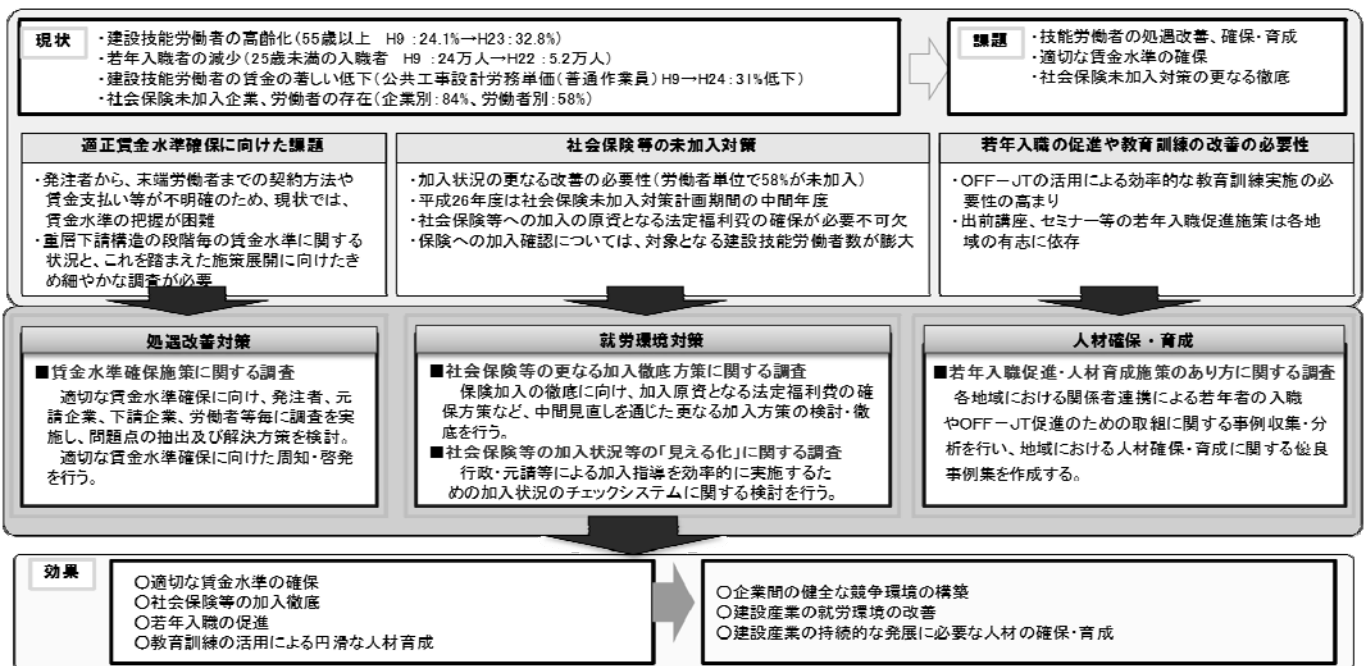 現状
・建設技能労働者の高齢化(55歳以上 H9:24.1%→H23:32.8%)
・若年入職者の減少(25歳未満の入職者 H9:24万人→H22:5.2万人)
・建設技能労働者の賃金の著しい低下(公共工事設計労務単価(普通作業員)H9→H24:31%低下)
・社会保険未加入企業、労働者の存在(企業別:84%、労働者別:58%)
課題
・技能労働者の処遇改善、確保・育成
・適切な賃金水準の確保
・社会保険未加入対策の更なる徹底
適正賃金水準確保に向けた課題
・発注者から、末端労働者までの契約方法や
賃金支払い等が不明確のため、現状では、
賃金水準の把握が困難
・重層下請構造の段階毎の賃金水準に関する
状況と、これを踏まえた施策展開に向けたき
め細やかな調査が必要
社会保険等の未加入対策
・加入状況の更なる改善の必要性(労働者単位で58%が未加入)
・平成26年度は社会保険未加入対策計画期間の中間年度
・社会保険等への加入の原資となる法定福利費の確保が必要不可欠
・保険への加入確認については、対象となる建設技能労働者数が膨大
若年入職の促進や教育訓練の改善の必要性
・OFF-JTの活用による効率的な教育訓練実施の必
要性の高まり
・出前講座、セミナー等の若年入職促進施策は各地
域の有志に依存
処遇改善対策
■賃金水準確保施策に関する調査
適切な賃金水準確保に向け、発注者、元
請企業、下請企業、労働者等毎に調査を実
施し、問題点の抽出及び解決方策を検討。
適切な賃金水準確保に向けた周知・啓発
を行う。
就労環境対策
■社会保険等の更なる加入徹底方策に関する調査
保険加入の徹底に向け、加入原資となる法定福利費の確
保方策など、中間見直しを通じた更なる加入方策の検討・徹
底を行う。
■社会保険等の加入状況等の「見える化」に関する調査
行政・元請等による加入指導を効率的に実施するた
めの加入状況のチェックシステムに関する検討を行う。
人材確保・育成
■若年入職促進・人材育成施策のあり方に関する調査
各地域における関係者連携による若年者の入職
やOFF-JT促進のための取組に関する事例収集・分
析を行い、地域における人材確保・育成に関する優良
事例集を作成する。
効果
○適切な賃金水準の確保
○社会保険等の加入徹底
○若年入職の促進
○教育訓練の活用による円滑な人材育成
○企業間の健全な競争環境の構築
○建設産業の就労環境の改善
○建設産業の持続的な発展に必要な人材の確保・育成